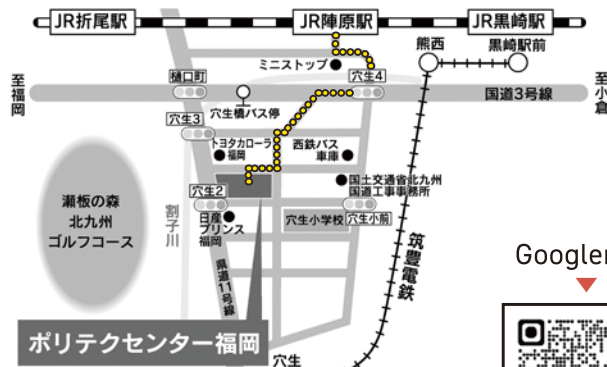 JR折尾駅
JR陣原駅
JR黒崎駅
ミニストップ
熊西
黒崎駅前
至福岡
樋口町
穴生4
至小倉
穴生橋バス停
国道3号線
穴生3
トヨタカローラ
福岡
西鉄バス
車庫
国土交通省北九州
国道工事事務所
瀬板の森
北九州
ゴルフコース
割子川
穴生2
日産
プリンス
福岡
穴生小学校
穴生小前
県道11号線
筑豊電鉄
Googler
ポリテクセンター福岡
穴生